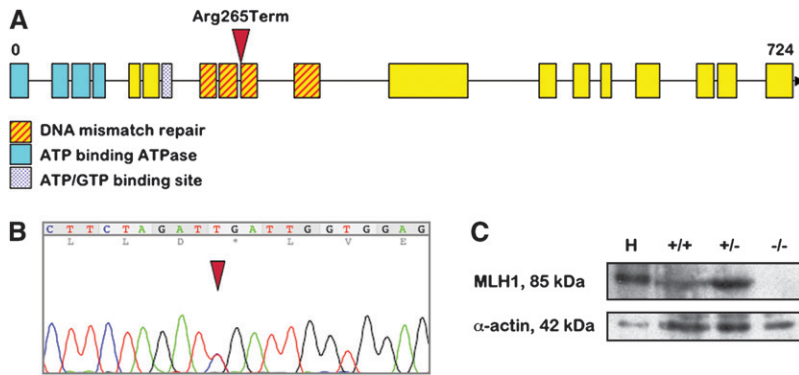 A
Arg265Term
0
724
DNA mismatch repair
ATP binding ATPase
ATP/GTP binding site
B
C T T C T A G A T T G A T T G G T G G A G
L L D * L V E
C
H +/+ +/- -/-
MLH1, 85 kDa
α-actin, 42 kDa